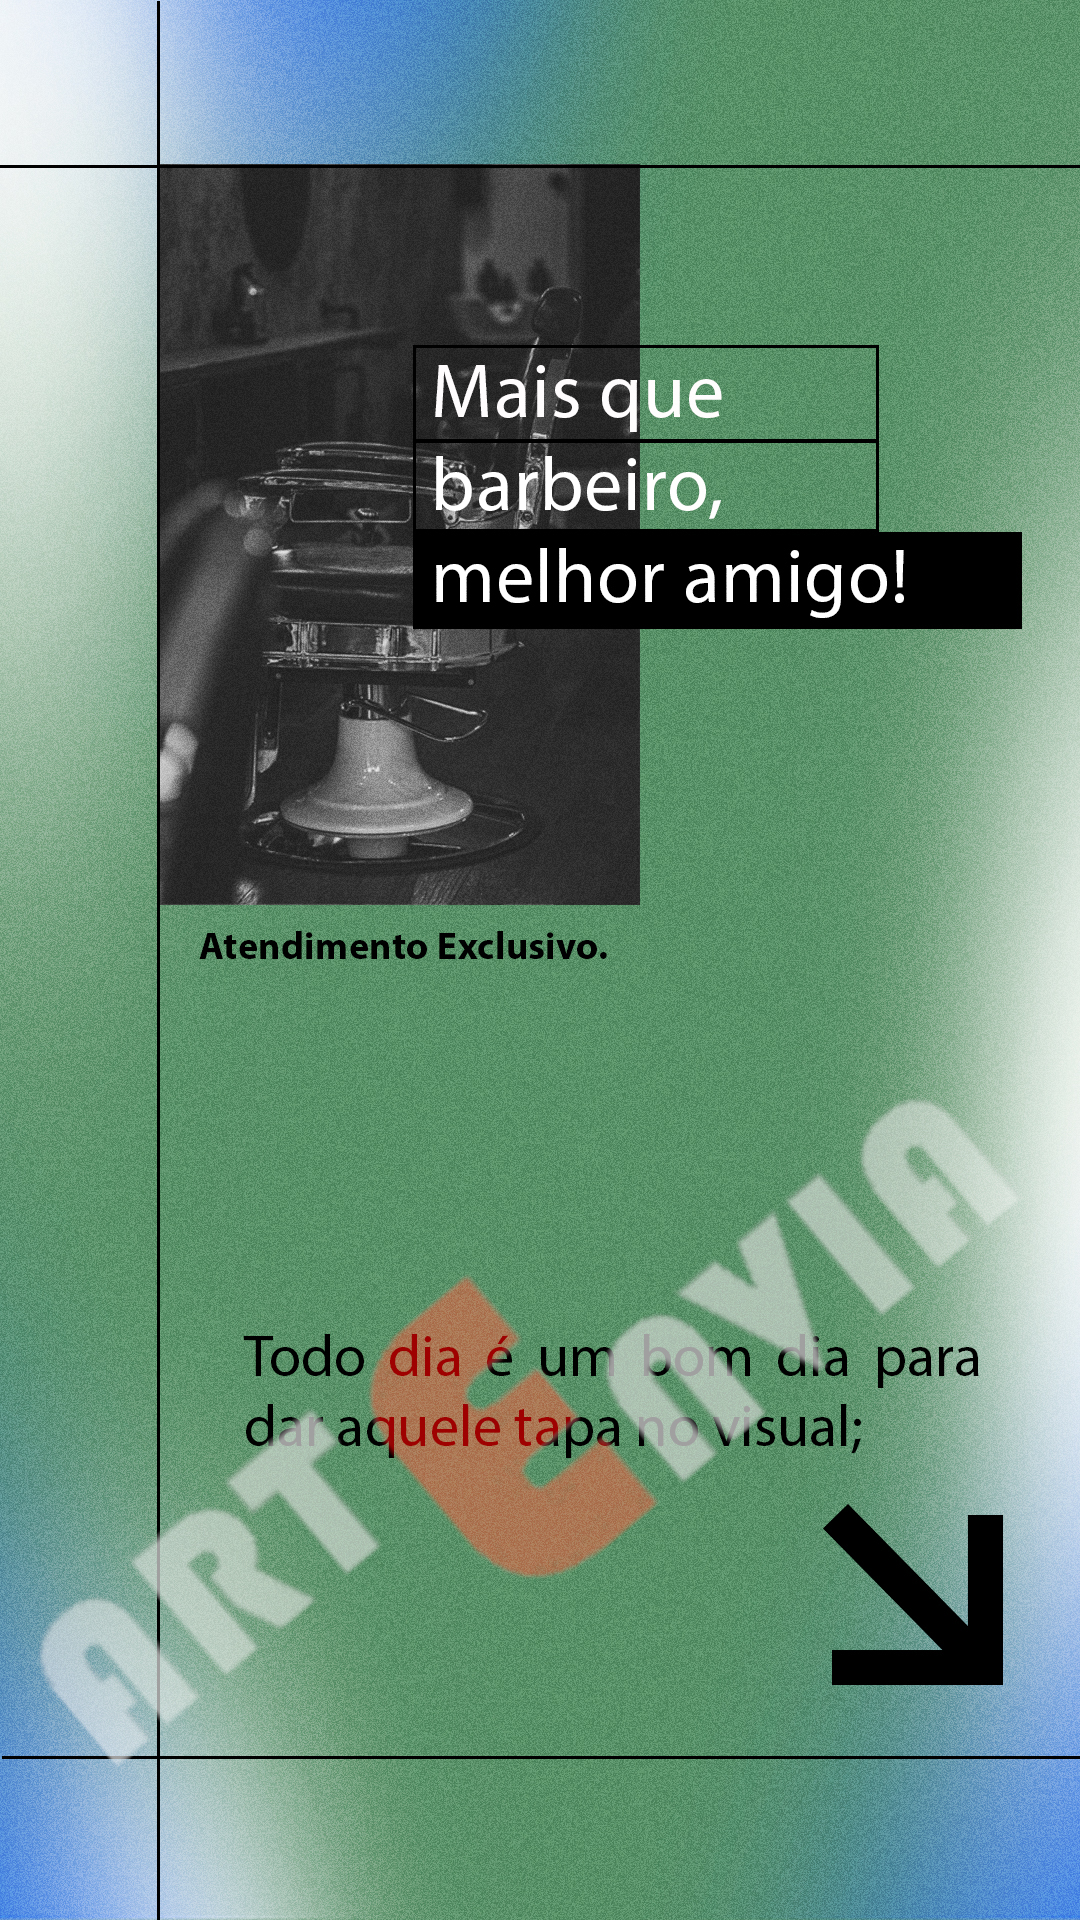 Mais que
barbeiro,
melhor amigo!
Atendimento Exclusivo.
Todo dia é um bom dia para
dar aquele tapa no visual;
ARTENVIA